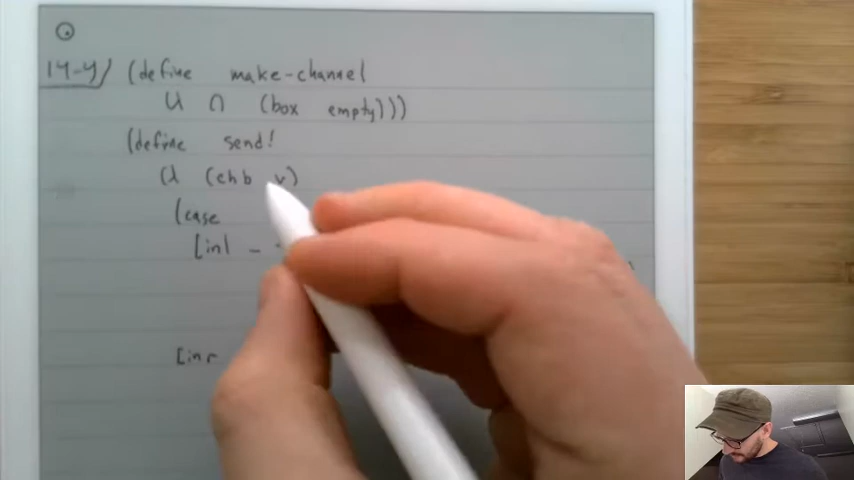 14-4/ (define make-channel
(λ () (box empty)))
(define send!
(λ (chb v)
(case
[inl _
[inr